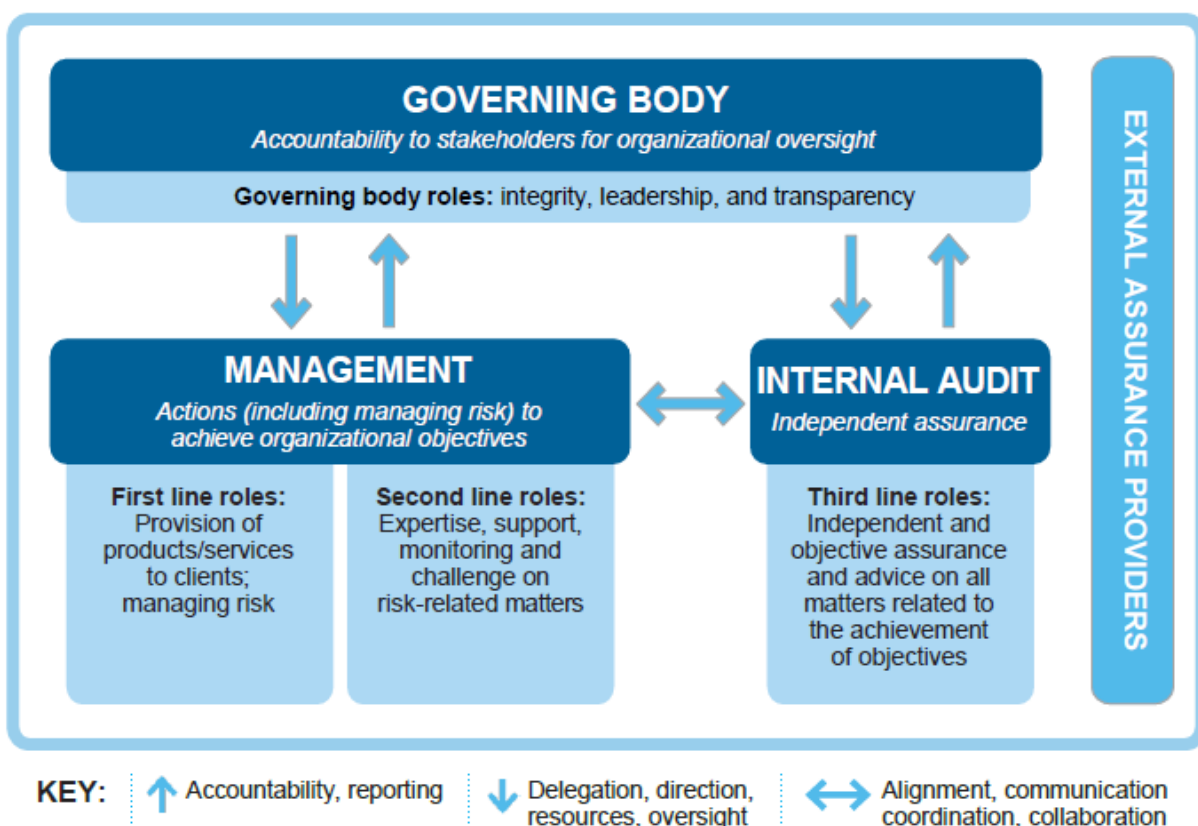 GOVERNING BODY
Accountability to stakeholders for organizational oversight
Governing body roles: integrity, leadership, and transparency
MANAGEMENT
Actions (including managing risk) to
achieve organizational objectives
First line roles:
Provision of
products/services
to clients;
managing risk
Second line roles:
Expertise, support,
monitoring and
challenge on
risk-related matters
INTERNAL AUDIT
Independent assurance
Third line roles:
Independent and
objective assurance
and advice on all
matters related to
the achievement
of objectives
EXTERNAL ASSURANCE PROVIDERS
KEY:
Accountability, reporting
Delegation, direction,
resources, oversight
Alignment, communication
coordination, collaboration